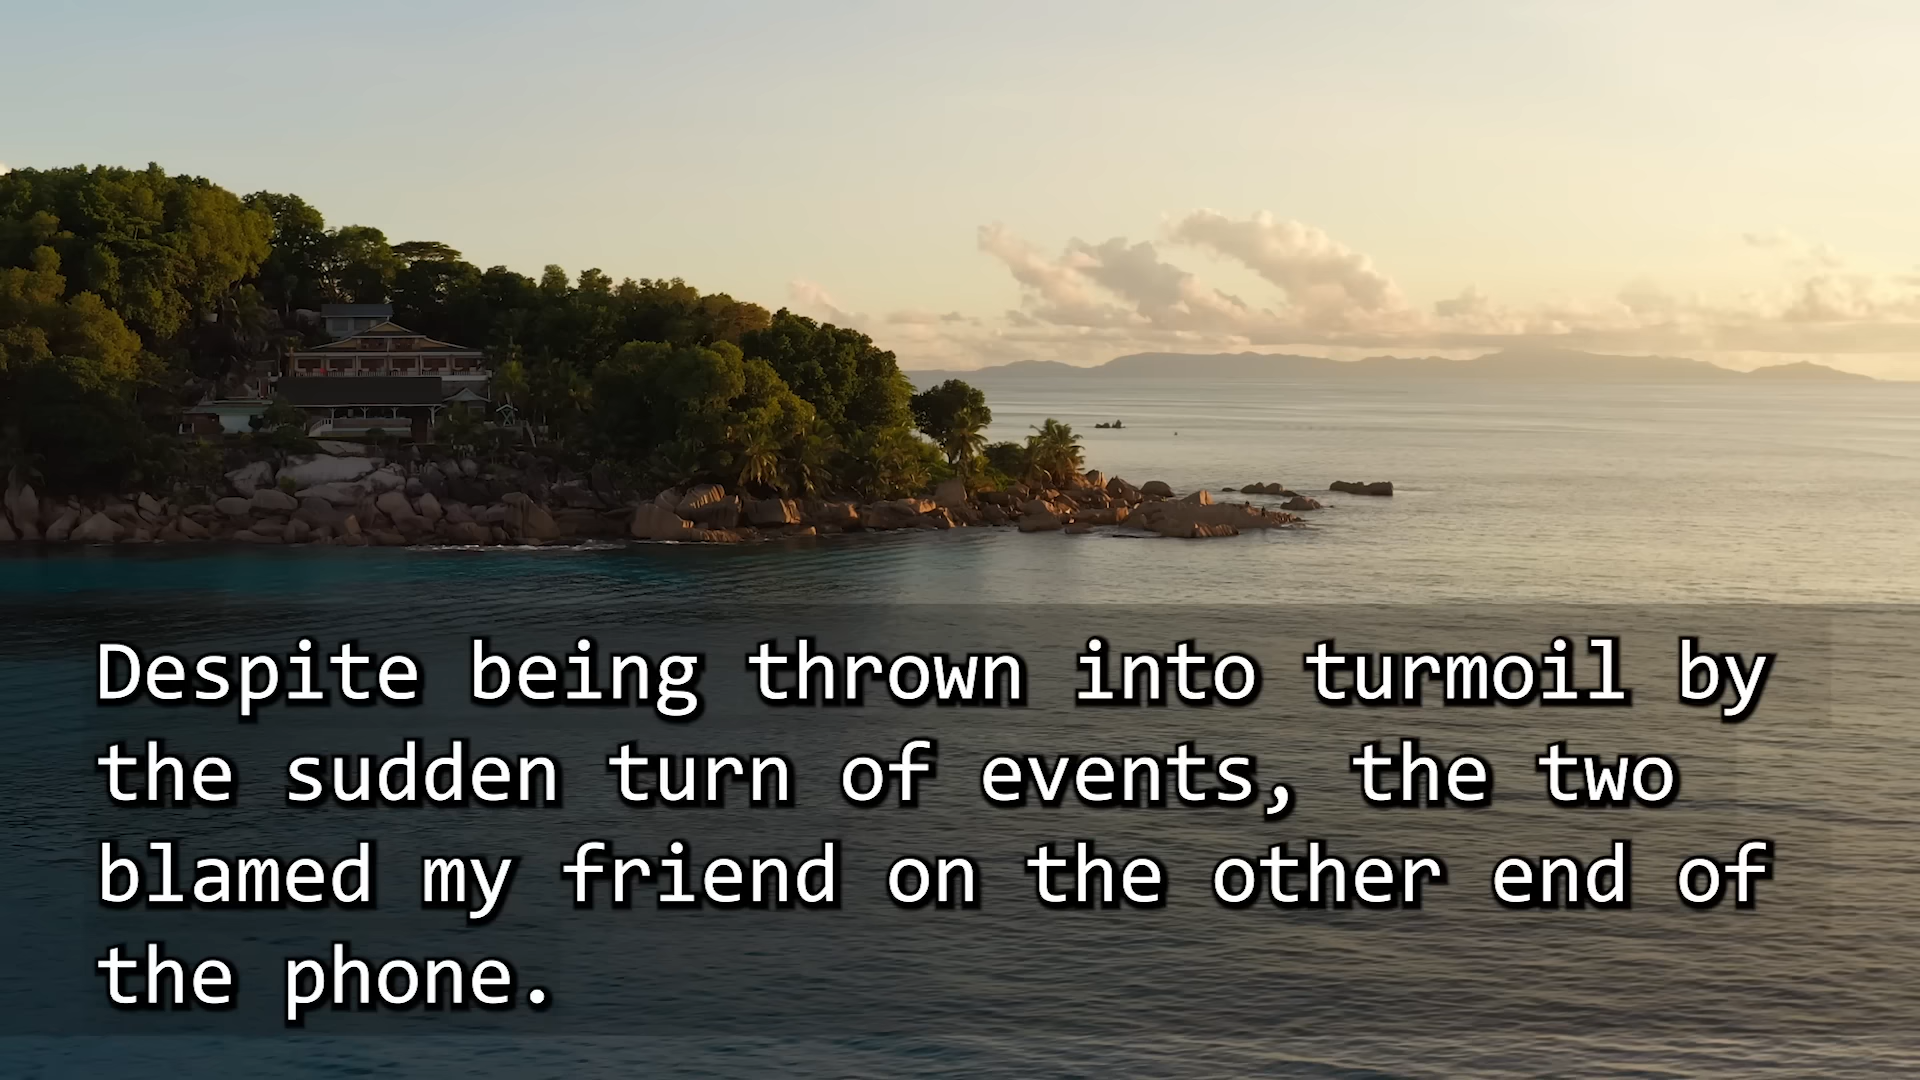 Despite being thrown into turmoil by
the sudden turn of events, the two
blamed my friend on the other end of
the phone.